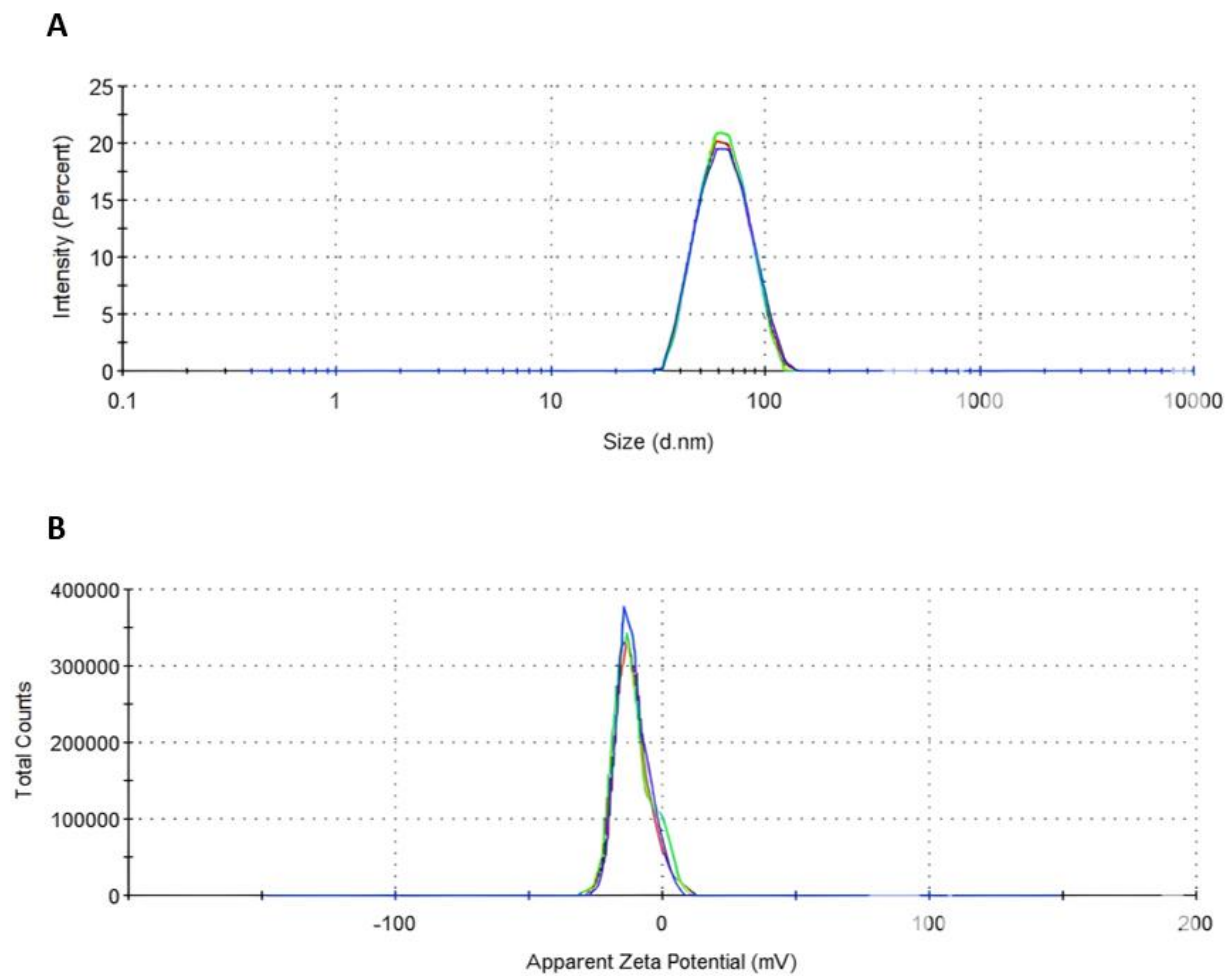 A
25
20
15
10
5
0
Intensity (Percent)
0.1 1 10 100 1000 10000
Size (d.nm)
B
400000
300000
200000
100000
0
Total Counts
-100 0 100 200
Apparent Zeta Potential (mV)